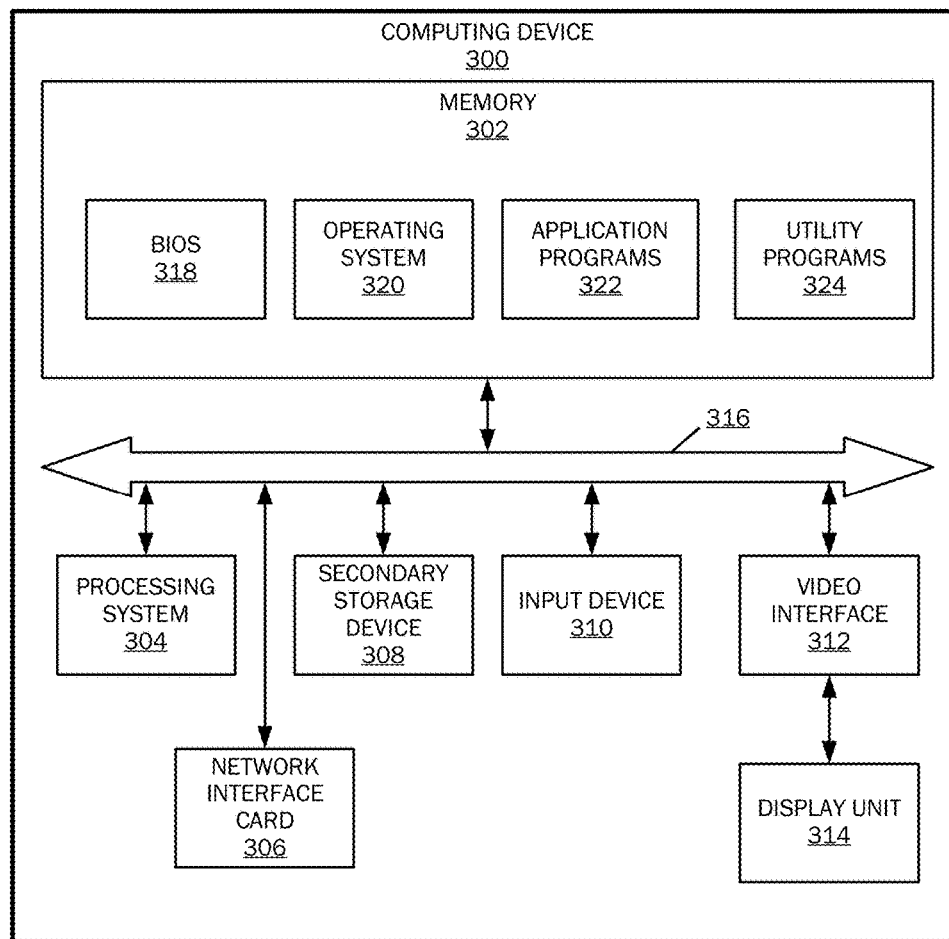 COMPUTING DEVICE
300
MEMORY
302
BIOS
318
OPERATING
SYSTEM
320
APPLICATION
PROGRAMS
322
UTILITY
PROGRAMS
324
316
PROCESSING
SYSTEM
304
SECONDARY
STORAGE
DEVICE
308
INPUT DEVICE
310
VIDEO
INTERFACE
312
NETWORK
INTERFACE
CARD
306
DISPLAY UNIT
314